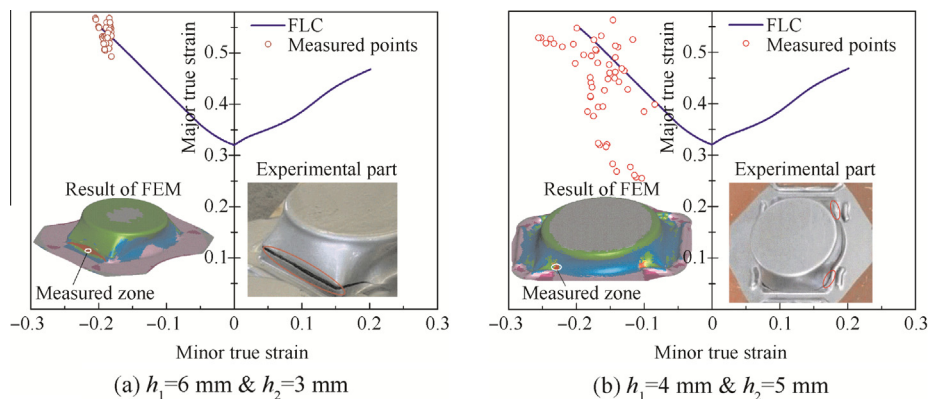 (a)
FLC
Measured points
0.5
Major true strain
0.4
0.3
Result of FEM
Experimental part
0.2
0.1
Measured zone
−0.3 −0.2 −0.1 0 0.1 0.2 0.3
Minor true strain
(a) h1=6 mm & h2=3 mm
(b)
FLC
Measured points
0.5
Major true strain
0.4
0.3
Result of FEM
Experimental part
0.2
0.1
Measured zone
−0.3 −0.2 −0.1 0 0.1 0.2 0.3
Minor true strain
(b) h1=4 mm & h2=5 mm